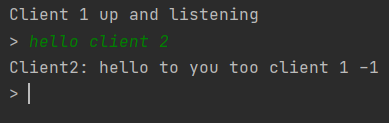 Client 1 up and listening
> hello client 2
Client2: hello to you too client 1 -1
>